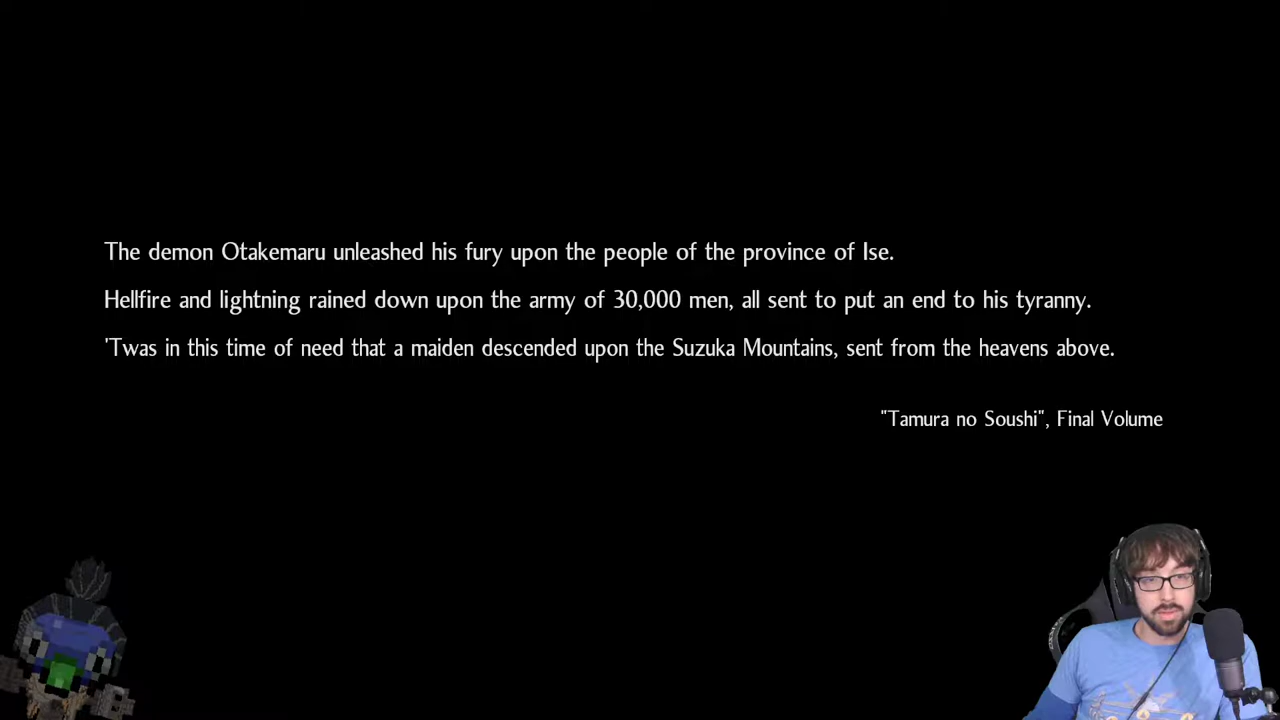 The demon Otakemaru unleashed his fury upon the people of the province of Ise.
Hellfire and lightning rained down upon the army of 30,000 men, all sent to put an end to his tyranny.
'Twas in this time of need that a maiden descended upon the Suzuka Mountains, sent from the heavens above.
"Tamura no Soushi", Final Volume